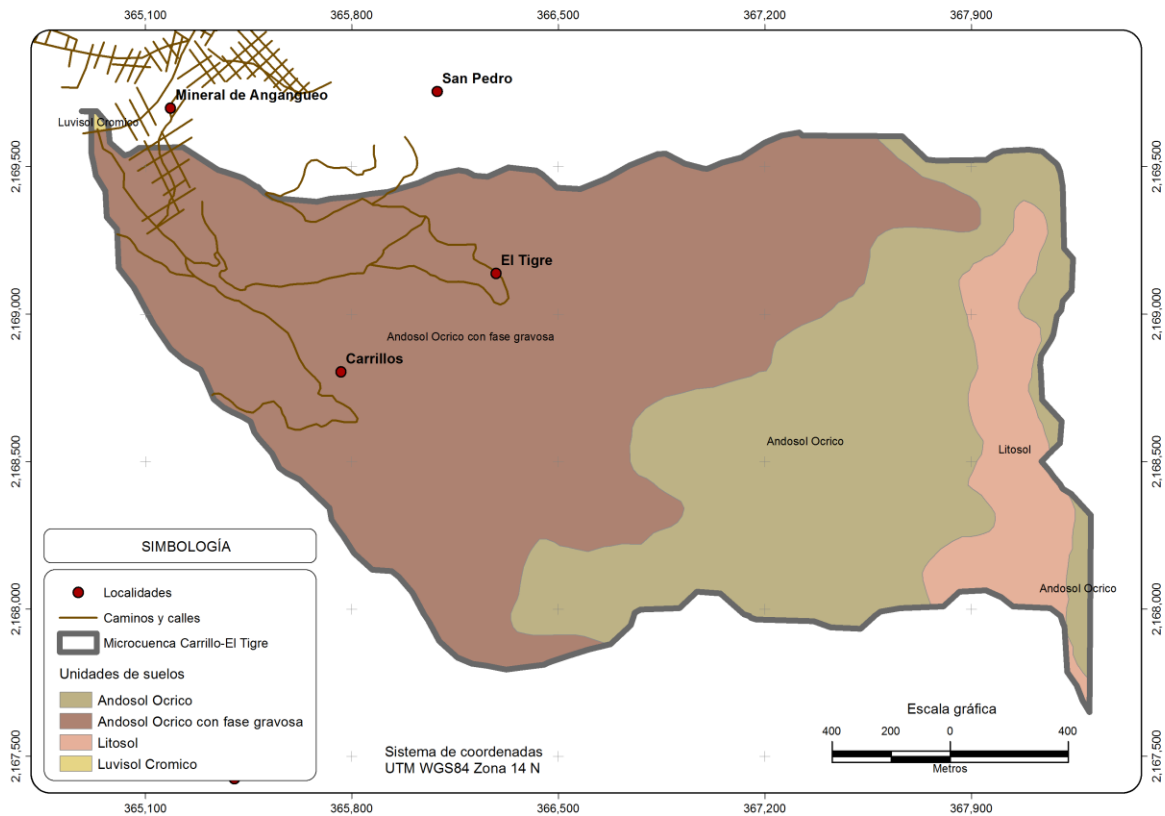 365,100 365,800 366,500 367,200 367,900
San Pedro
Mineral de Angangueo
Luvisol Cromico
2,169,500 2,169,500
El Tigre
2,169,000 2,169,000
Andosol Ocrico con fase gravosa
Carrillos
Andosol Ocrico
Litosol
2,168,500 2,168,500
SIMBOLOGÍA
Localidades
Caminos y calles
Microcuenca Carrillo-El Tigre
Unidades de suelos
Andosol Ocrico
Andosol Ocrico con fase gravosa
Litosol
Luvisol Cromico
Andosol Ocrico
2,168,000 2,168,000
Escala gráfica
400 200 0 400
Metros
Sistema de coordenadas
UTM WGS84 Zona 14 N
2,167,500 2,167,500
365,100 365,800 366,500 367,200 367,900